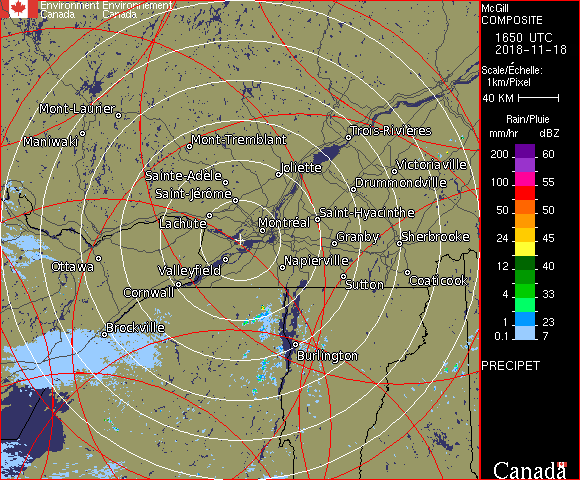 Environment Environnement
Canada Canada
McGill
COMPOSITE
1650 UTC
2018-11-18
Scale/Échelle:
1km/Pixel
40 KM
Rain/Pluie
mm/hr dBZ
200 60
100 55
50 50
24 45
12 40
4 33
1 23
0.1 7
PRECIPET
Canada
Mont-Laurier
Maniwaki
Mont-Tremblant
Trois-Rivières
Sainte-Adèle
Joliette
Victoriaville
Saint-Jérôme
Drummondville
Lachute
Montréal
Saint-Hyacinthe
Granby
Sherbrooke
Ottawa
Valleyfield
Napierville
Cornwall
Sutton
Coaticook
Brockville
Burlington